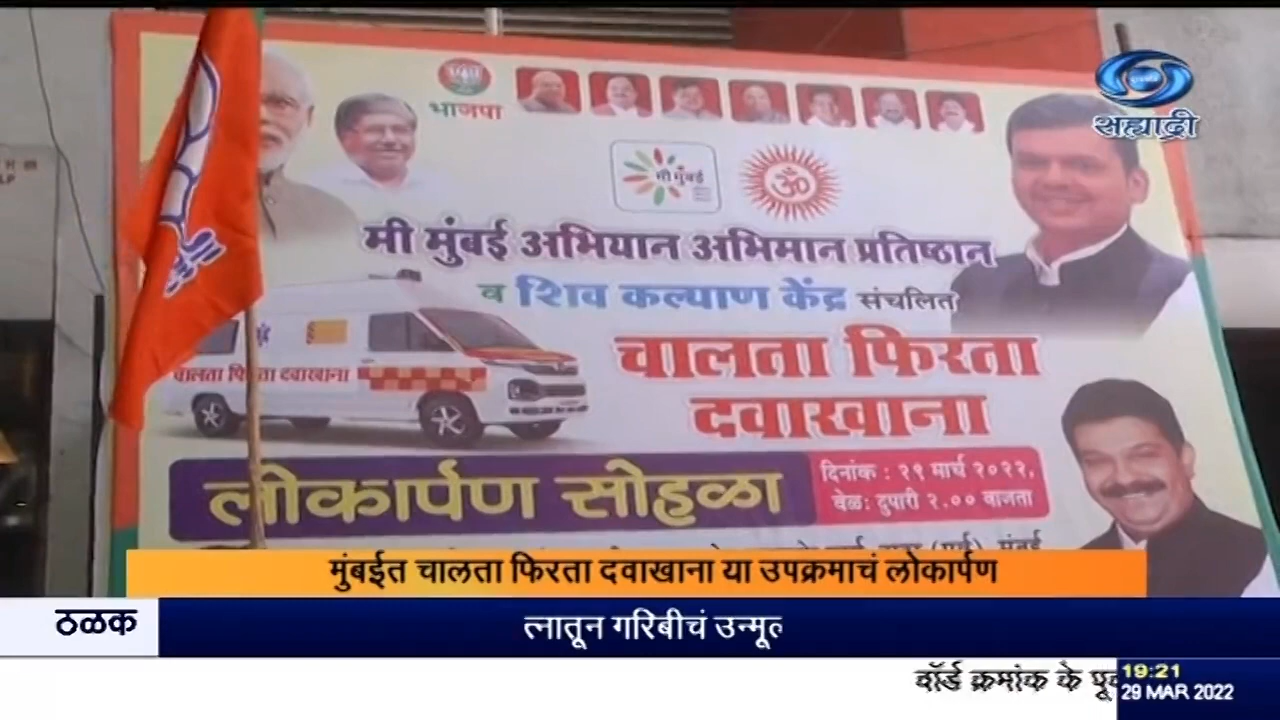 भाजपा
सह्याद्री
मी मुंबई
मी मुंबई अभियान अभिमान प्रतिष्ठान
व शिव कल्याण केंद्र संचलित
चालता फिरता
दवाखाना
चालता फिरता दवाखाना
लोकार्पण सोहळा
दिनांक : २९ मार्च २०२२,
वेळ: दुपारी २.०० वाजता
मुंबईत चालता फिरता दवाखाना या उपक्रमाचं लोकार्पण
ठळक
त्नातून गरिबीचं उन्मूल
वॉर्ड क्रमांक के पू
19:21
29 MAR 2022